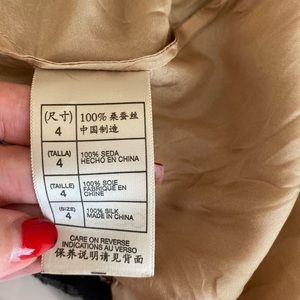 (尺寸) 100% 桑蚕丝
4 中国制造
(TALLA) 100% SEDA
4 HECHO EN CHINA
(TAILLE) 100% SOIE
4 FABRIQUE EN
CHINE
(SIZE) 100% SILK
4 MADE IN CHINA
CARE ON REVERSE
INDICATIONS AU VERSO
保养说明请见背面